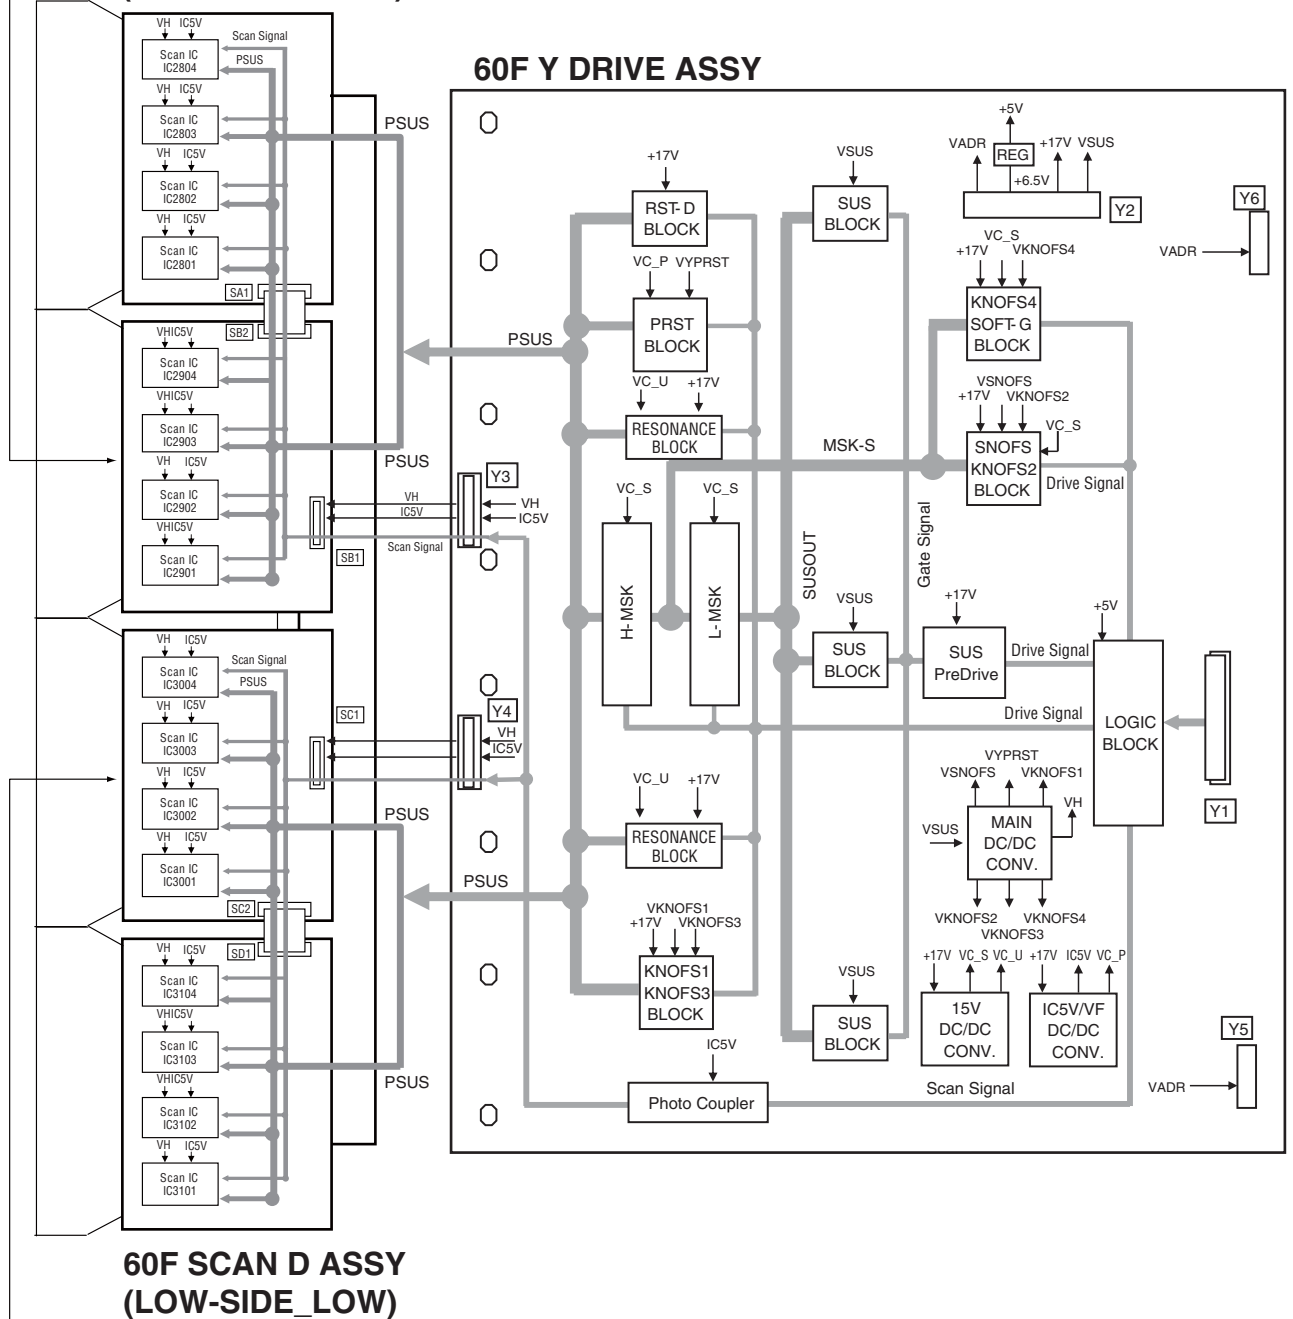 VH IC5V
Scan Signal
Scan IC
IC2804
PSUS
VH IC5V
Scan IC
IC2803
VH IC5V
Scan IC
IC2802
VH IC5V
Scan IC
IC2801
SA1
SB2
VHIC5V
Scan IC
IC2904
VHIC5V
Scan IC
IC2903
VH IC5V
Scan IC
IC2902
VHIC5V
Scan IC
IC2901
SB1
VH IC5V
Scan Signal
Scan IC
IC3004
PSUS
VH IC5V
SC1
Scan IC
IC3003
VH IC5V
Scan IC
IC3002
VH IC5V
Scan IC
IC3001
SC2
SD1
VH IC5V
Scan IC
IC3104
VHIC5V
Scan IC
IC3103
VHIC5V
Scan IC
IC3102
VH IC5V
Scan IC
IC3101
60F SCAN D ASSY
(LOW-SIDE_LOW)
PSUS
PSUS
PSUS
PSUS
60F Y DRIVE ASSY
PSUS
PSUS
Y3
VH
IC5V
VH
IC5V
Scan Signal
Y4
VH
IC5V
+17V
RST-D
BLOCK
VC_P VYPRST
PRST
BLOCK
VC_U +17V
RESONANCE
BLOCK
VC_S
H-MSK
VC_S
L-MSK
MSK-S
SUSOUT
Gate Signal
VSUS
SUS
BLOCK
VSUS
SUS
BLOCK
VSUS
SUS
BLOCK
VC_U +17V
RESONANCE
BLOCK
VKNOFS1
+17V VKNOFS3
KNOFS1
KNOFS3
BLOCK
IC5V
Photo Coupler
Scan Signal
+5V
VADR
REG
+17V VSUS
+6.5V
Y2
Y6
VADR
VC_S
+17V VKNOFS4
KNOFS4
SOFT-G
BLOCK
VSNOFS
+17V VKNOFS2
VC_S
SNOFS
KNOFS2
BLOCK
Drive Signal
+17V
SUS
PreDrive
Drive Signal
Drive Signal
+5V
LOGIC
BLOCK
Y1
VYPRST
VSNOFS VKNOFS1
VH
VSUS
MAIN
DC/DC
CONV.
VKNOFS2 VKNOFS4
VKNOFS3
+17V VC_S VC_U
15V
DC/DC
CONV.
+17V IC5V VC_P
IC5V/VF
DC/DC
CONV.
Y5
VADR